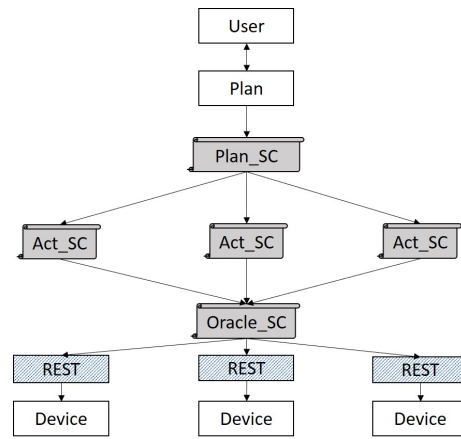 User
Plan
Plan_SC
Act_SC
Act_SC
Act_SC
Oracle_SC
REST
REST
REST
Device
Device
Device